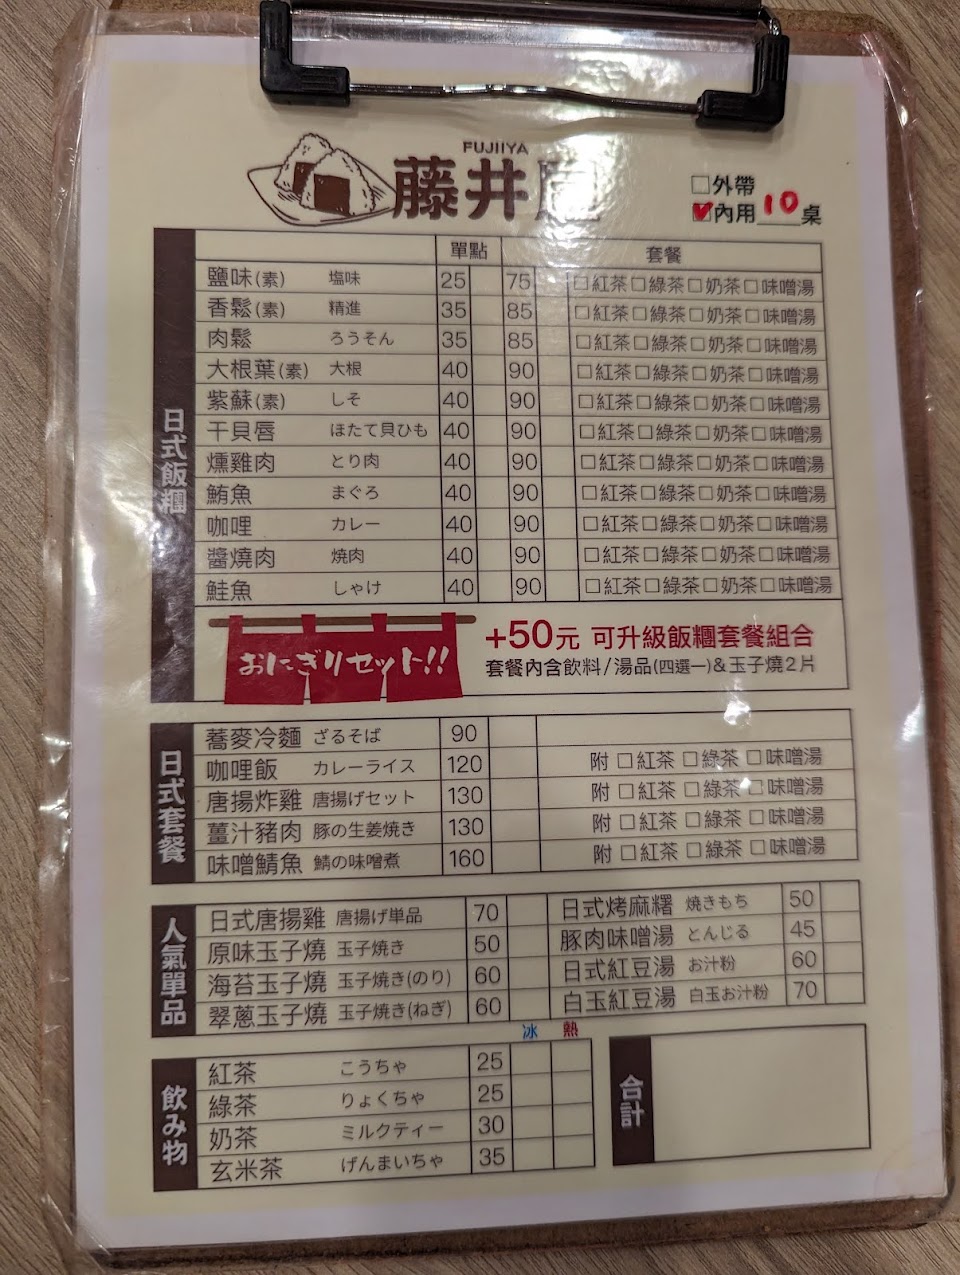 FUJIIYA
藤井屋
□外帶
☑內用 10 桌
日式飯糰
單點 套餐
鹽味(素) 塩味 25 75 □紅茶□綠茶□奶茶□味噌湯
香鬆(素) 精進 35 85 □紅茶□綠茶□奶茶□味噌湯
肉鬆 ろうそん 35 85 □紅茶□綠茶□奶茶□味噌湯
大根葉(素) 大根 40 90 □紅茶□綠茶□奶茶□味噌湯
紫蘇(素) しそ 40 90 □紅茶□綠茶□奶茶□味噌湯
干貝唇 ほたて貝ひも 40 90 □紅茶□綠茶□奶茶□味噌湯
燻雞肉 とり肉 40 90 □紅茶□綠茶□奶茶□味噌湯
鮪魚 まぐろ 40 90 □紅茶□綠茶□奶茶□味噌湯
咖哩 カレー 40 90 □紅茶□綠茶□奶茶□味噌湯
醬燒肉 焼肉 40 90 □紅茶□綠茶□奶茶□味噌湯
鮭魚 しゃけ 40 90 □紅茶□綠茶□奶茶□味噌湯
おにぎりセット!!
+50元 可升級飯糰套餐組合
套餐內含飲料/湯品(四選一)&玉子燒2片
日式套餐
蕎麥冷麵 ざるそば 90
咖哩飯 カレーライス 120 附 □紅茶 □綠茶 □味噌湯
唐揚炸雞 唐揚げセット 130 附 □紅茶 □綠茶 □味噌湯
薑汁豬肉 豚の生姜焼き 130 附 □紅茶 □綠茶 □味噌湯
味噌鯖魚 鯖の味噌煮 160 附 □紅茶 □綠茶 □味噌湯
人氣單品
日式唐揚雞 唐揚げ単品 70 日式烤麻糬 焼きもち 50
原味玉子燒 玉子焼き 50 豚肉味噌湯 とんじる 45
海苔玉子燒 玉子焼き(のり) 60 日式紅豆湯 お汁粉 60
翠蔥玉子燒 玉子焼き(ねぎ) 60 白玉紅豆湯 白玉お汁粉 70
飲み物
冰 熱
紅茶 こうちゃ 25
綠茶 りょくちゃ 25
奶茶 ミルクティー 30
玄米茶 げんまいちゃ 35
合計